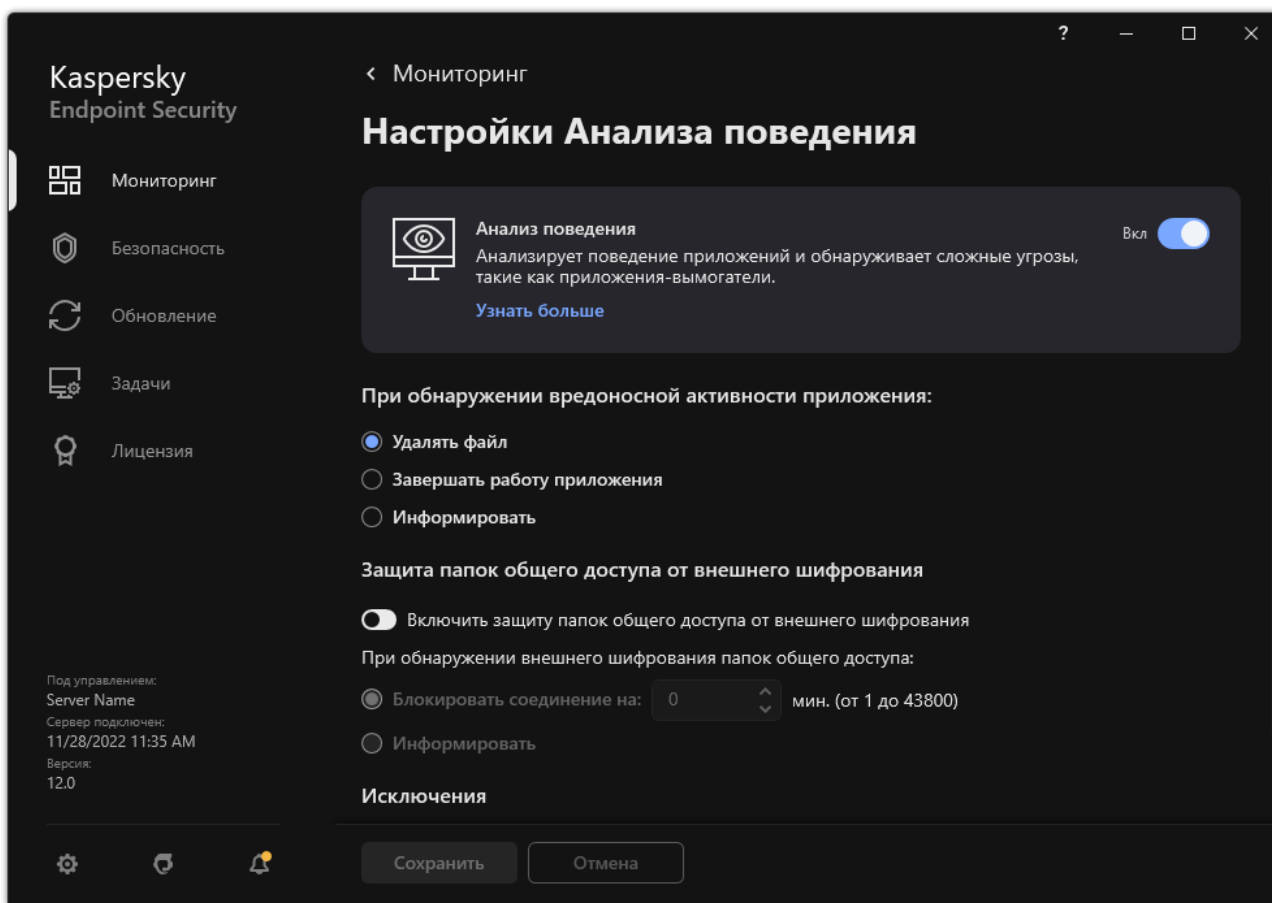 ?
Kaspersky
Endpoint Security
Мониторинг
Безопасность
Обновление
Задачи
Лицензия
Под управлением:
Server Name
Сервер подключен:
11/28/2022 11:35 AM
Версия:
12.0
Мониторинг
Настройки Анализа поведения
Анализ поведения
Вкл
Анализирует поведение приложений и обнаруживает сложные угрозы,
такие как приложения-вымогатели.
Узнать больше
При обнаружении вредоносной активности приложения:
Удалять файл
Завершать работу приложения
Информировать
Защита папок общего доступа от внешнего шифрования
Включить защиту папок общего доступа от внешнего шифрования
При обнаружении внешнего шифрования папок общего доступа:
Блокировать соединение на: 0 мин. (от 1 до 43800)
Информировать
Исключения
Сохранить Отмена